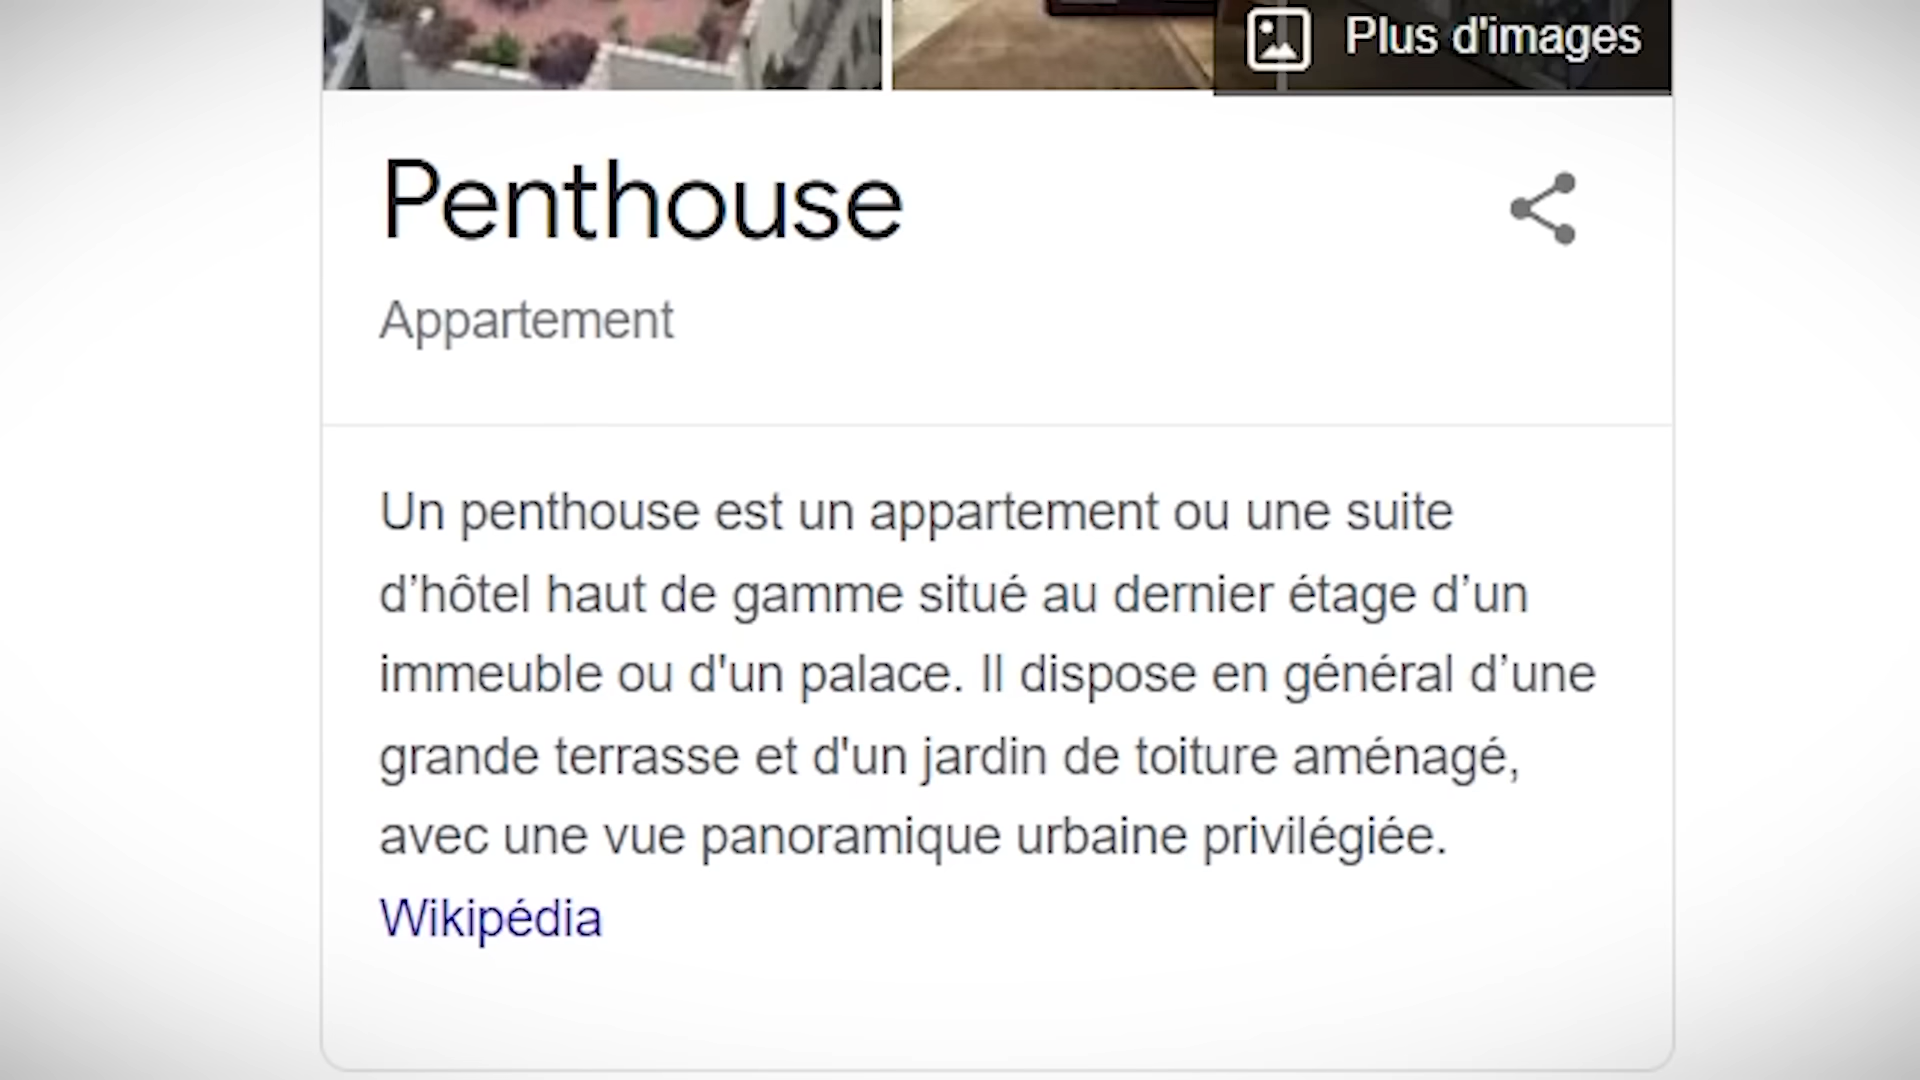 Plus d'images
Penthouse
Appartement
Un penthouse est un appartement ou une suite
d’hôtel haut de gamme situé au dernier étage d’un
immeuble ou d'un palace. Il dispose en général d’une
grande terrasse et d'un jardin de toiture aménagé,
avec une vue panoramique urbaine privilégiée.
Wikipédia